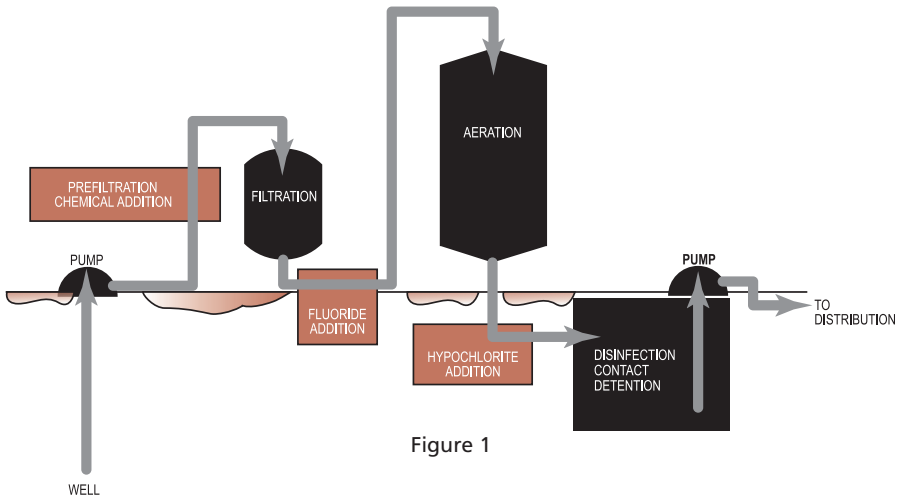 AERATION
PREFILTRATION
CHEMICAL ADDITION
FILTRATION
PUMP
PUMP
FLUORIDE
ADDITION
TO
DISTRIBUTION
HYPOCHLORITE
ADDITION
DISINFECTION
CONTACT
DETENTION
Figure 1
WELL